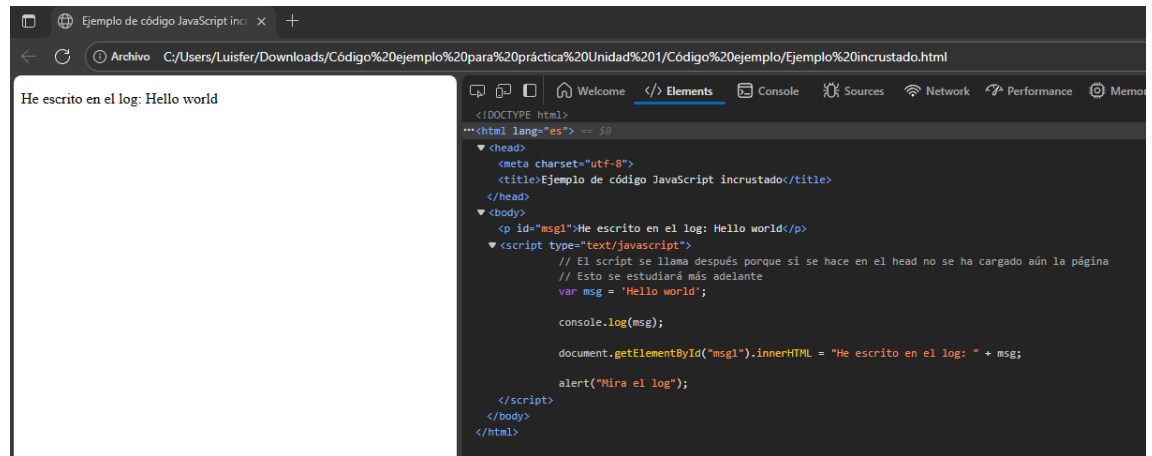 Ejemplo de código JavaScript incr
Archivo C:/Users/Luisfer/Downloads/Código%20ejemplo%20para%20práctica%20Unidad%201/Código%20ejemplo/Ejemplo%20incrustado.html
He escrito en el log: Hello world
Welcome </> Elements Console Sources Network Performance Memor
<!DOCTYPE html>
···<html lang="es"> == $0
▼<head>
<meta charset="utf-8">
<title>Ejemplo de código JavaScript incrustado</title>
</head>
▼<body>
<p id="msg1">He escrito en el log: Hello world</p>
▼<script type="text/javascript">
// El script se llama después porque si se hace en el head no se ha cargado aún la página
// Esto se estudiará más adelante
var msg = 'Hello world';
console.log(msg);
document.getElementById("msg1").innerHTML = "He escrito en el log: " + msg;
alert("Mira el log");
</script>
</body>
</html>